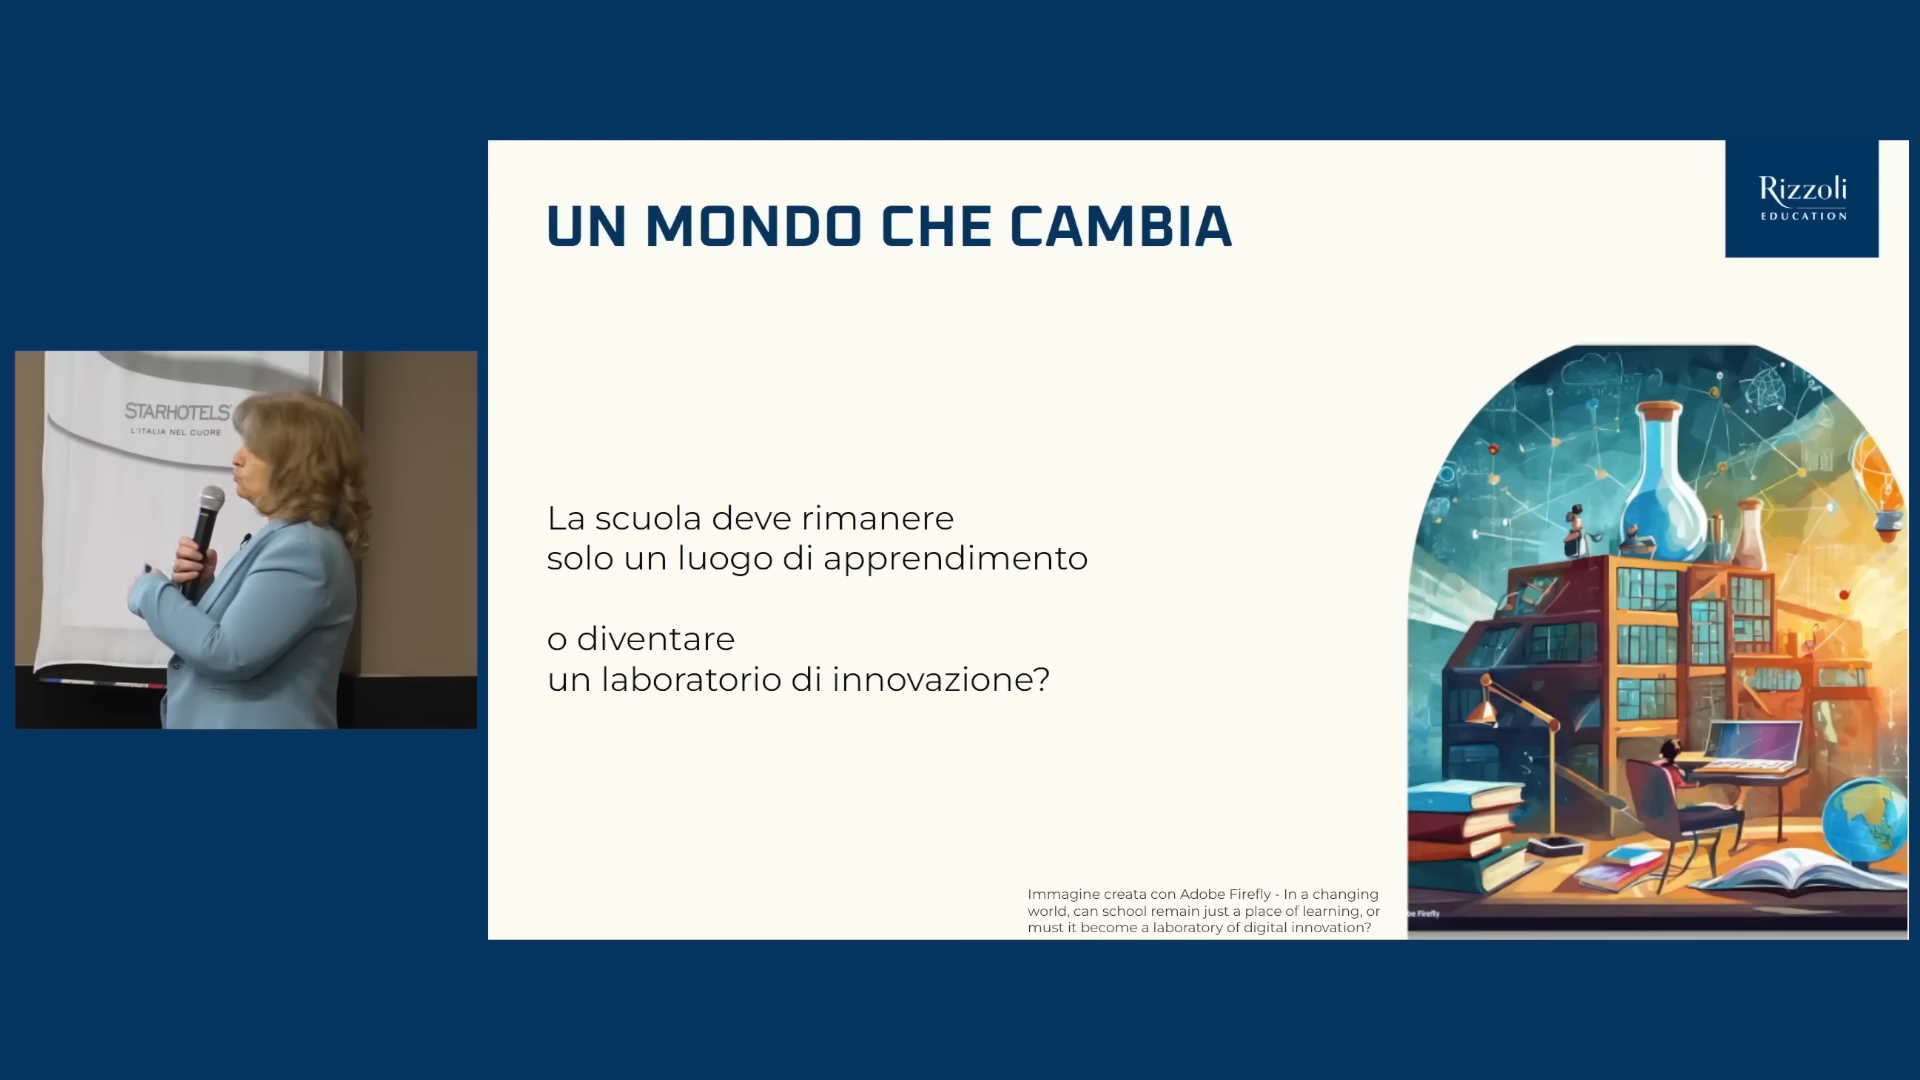 STARHOTELS
L'ITALIA NEL CUORE
UN MONDO CHE CAMBIA
Rizzoli
EDUCATION
La scuola deve rimanere
solo un luogo di apprendimento
o diventare
un laboratorio di innovazione?
Immagine creata con Adobe Firefly - In a changing
world, can school remain just a place of learning, or
must it become a laboratory of digital innovation?
be Firefly